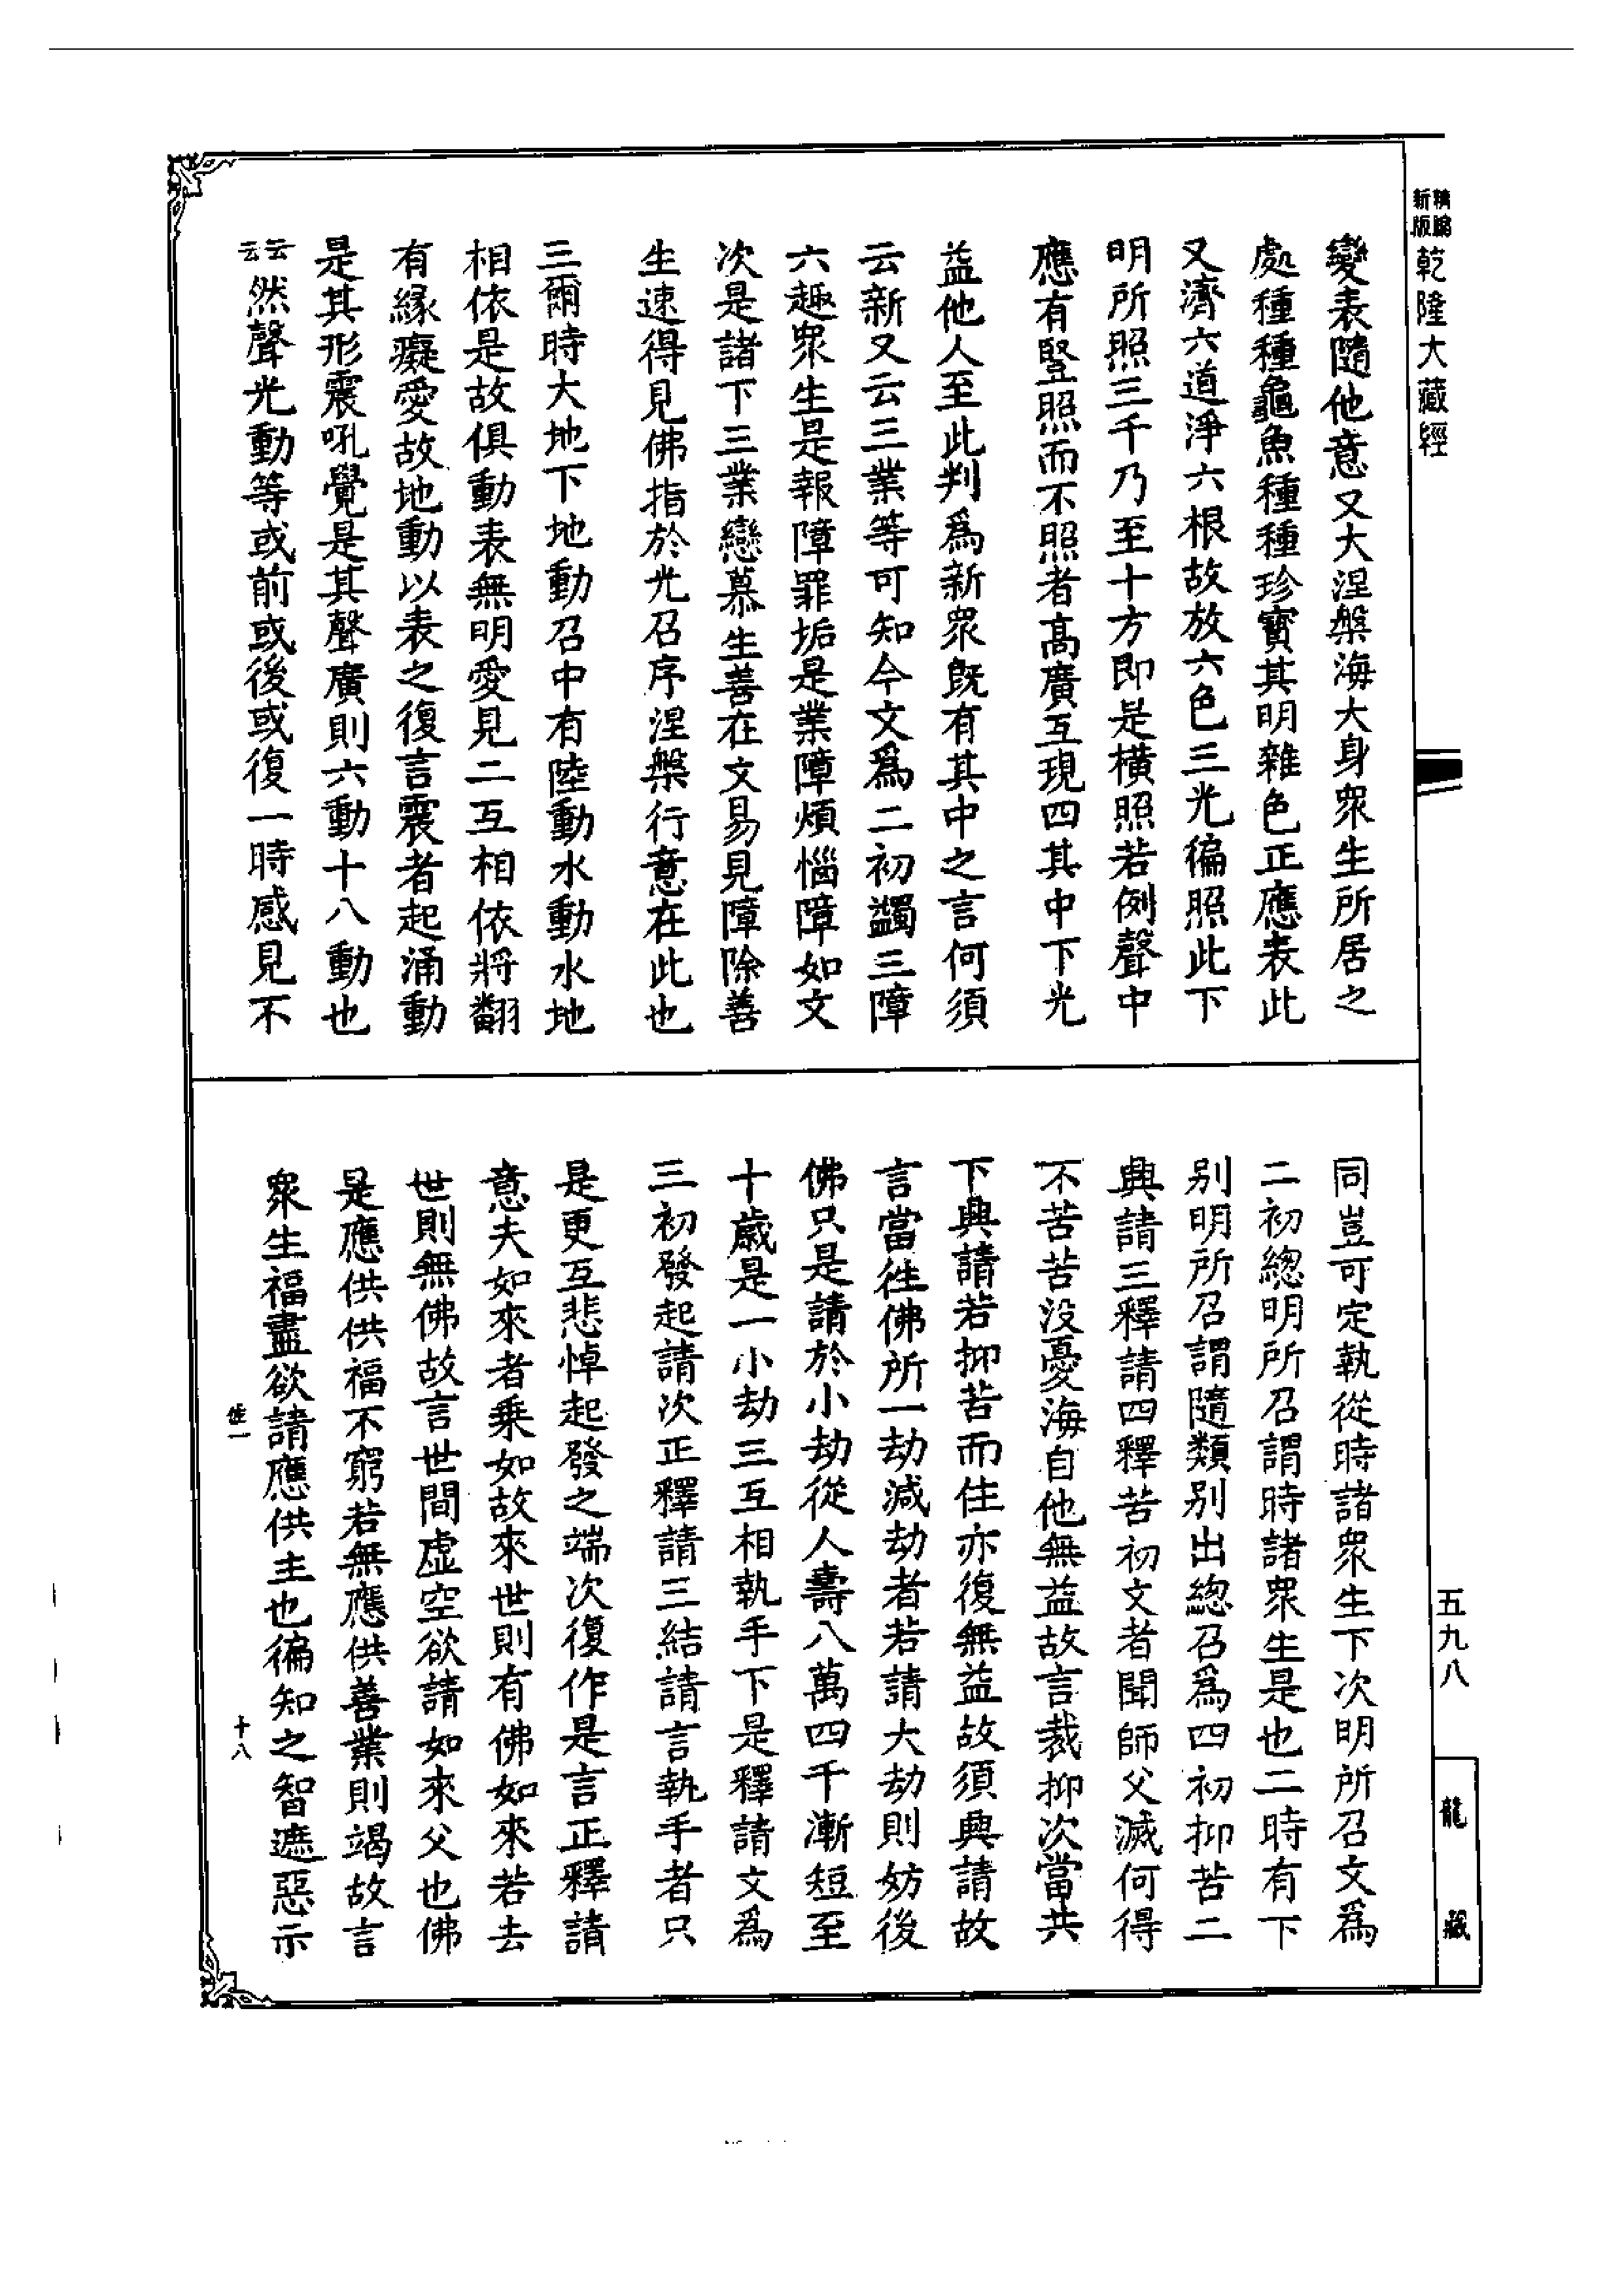 精編
新版
乾隆大藏經
變表隨他意又大涅槃海大身衆生所居之
處種種龜魚種種珍寶其明雜色正應表此
又濟六道淨六根故放六色三光徧照此下
明所照三千乃至十方即是橫照若例聲中
應有豎照而不照者高廣互現四其中下光
益他人至此判爲新衆旣有其中之言何須
云新又云三業等可知今文爲二初蠲三障
六趣衆生是報障罪垢是業障煩惱障如文
次是諸下三業戀慕生善在文易見障除善
生速得見佛指於光召序涅槃行意在此也
三爾時大地下地動召中有陸動水動水地
相依是故俱動表無明愛見二互相依將翻
有緣癡愛故地動以表之復言震者起涌動
是其形震吼覺是其聲廣則六動十八動也
云云然聲光動等或前或後或復一時感見不
同豈可定執從時諸衆生下次明所召文爲
二初總明所召謂時諸衆生是也二時有下
别明所召謂隨類别出總召爲四初抑苦二
興請三釋請四釋苦初文者聞師父滅何得
不苦苦没憂海自他無益故言裁抑次當共
下興請若抑苦而住亦復無益故須興請故
言當往佛所一劫減劫者若請大劫則妨後
佛只是請於小劫從人壽八萬四千漸短至
十歲是一小劫三互相執手下是釋請文爲
三初發起請次正釋請三結請言執手者只
是更互悲悼起發之端次復作是言正釋請
意夫如來者乗如故來世則有佛如來若去
世則無佛故言世間虛空欲請如來父也佛
是應供供福不窮若無應供善業則竭故言
衆生福盡欲請應供主也徧知之智遮惡示
十八
五九八
龍藏